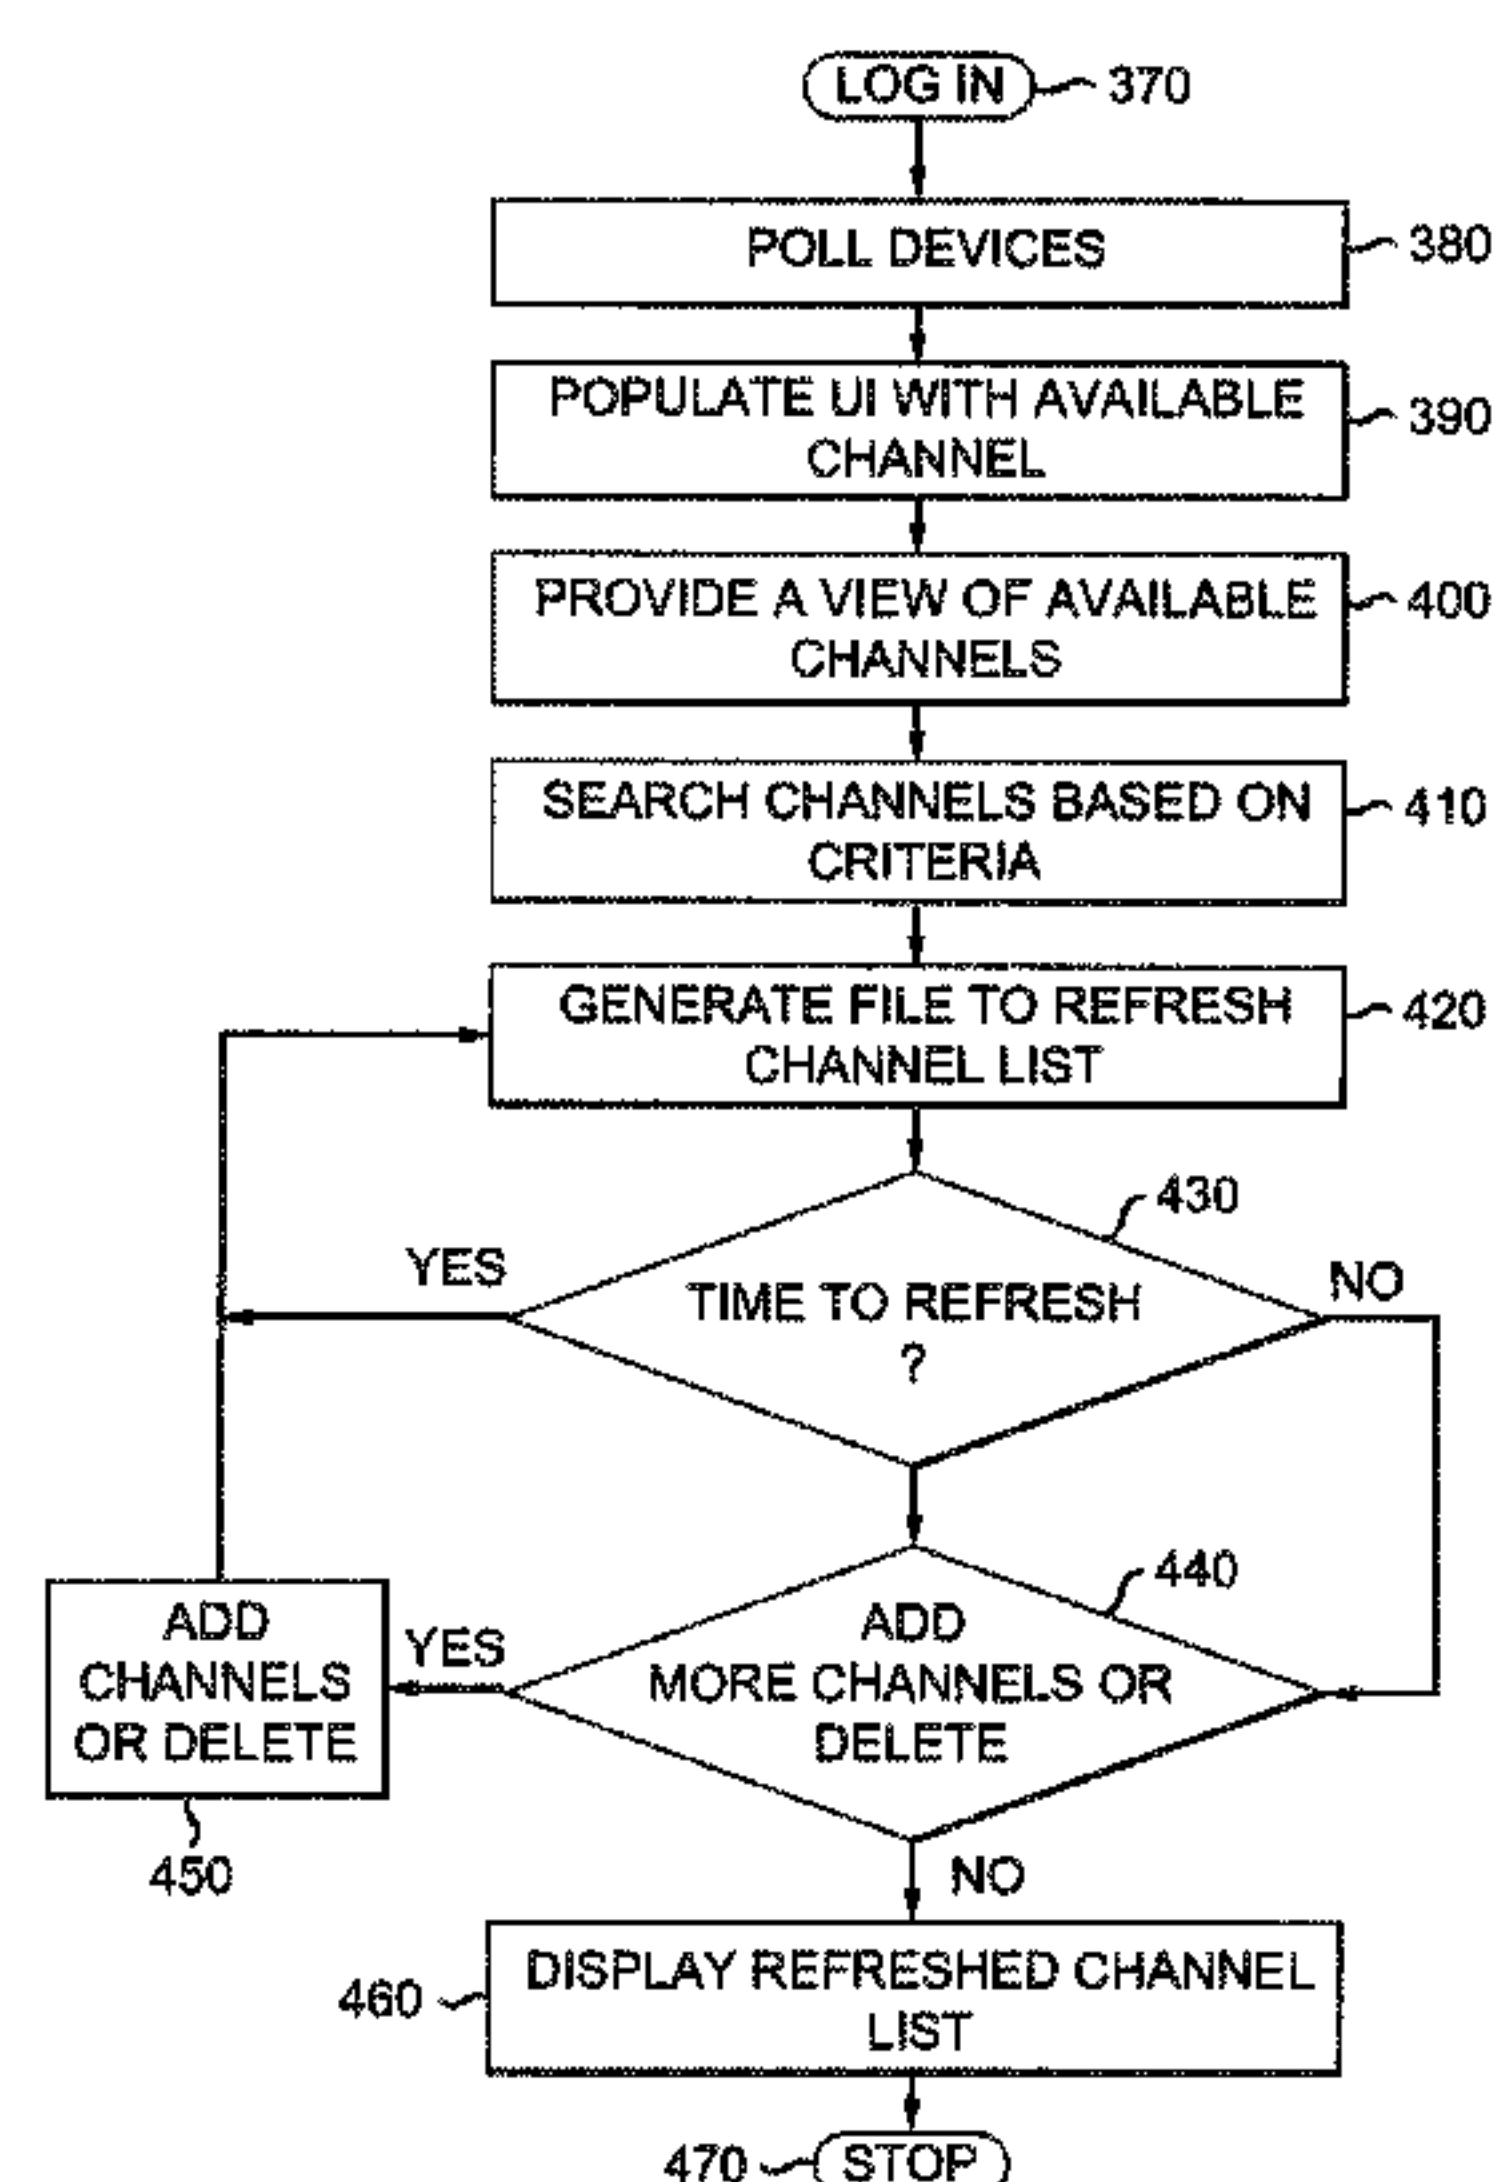 LOG IN
370
POLL DEVICES
380
POPULATE UI WITH AVAILABLE
CHANNEL
390
PROVIDE A VIEW OF AVAILABLE
CHANNELS
400
SEARCH CHANNELS BASED ON
CRITERIA
410
GENERATE FILE TO REFRESH
CHANNEL LIST
420
430
YES
TIME TO REFRESH
?
NO
440
ADD
MORE CHANNELS OR
DELETE
YES
ADD
CHANNELS
OR DELETE
450
NO
DISPLAY REFRESHED CHANNEL
LIST
460
470
STOP